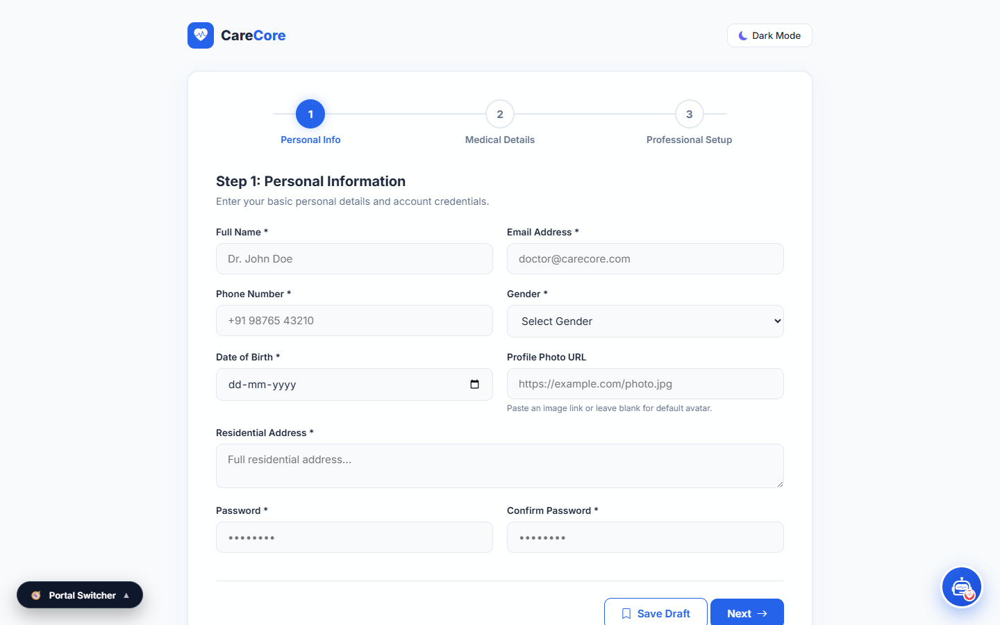 CareCore
Dark Mode
1
2
3
Personal Info
Medical Details
Professional Setup
Step 1: Personal Information
Enter your basic personal details and account credentials.
Full Name *
Email Address *
Dr. John Doe
doctor@carecore.com
Phone Number *
Gender *
+91 98765 43210
Select Gender
Date of Birth *
Profile Photo URL
dd-mm-yyyy
https://example.com/photo.jpg
Paste an image link or leave blank for default avatar.
Residential Address *
Full residential address...
Password *
Confirm Password *
••••••••
••••••••
Portal Switcher ▲
Save Draft
Next →